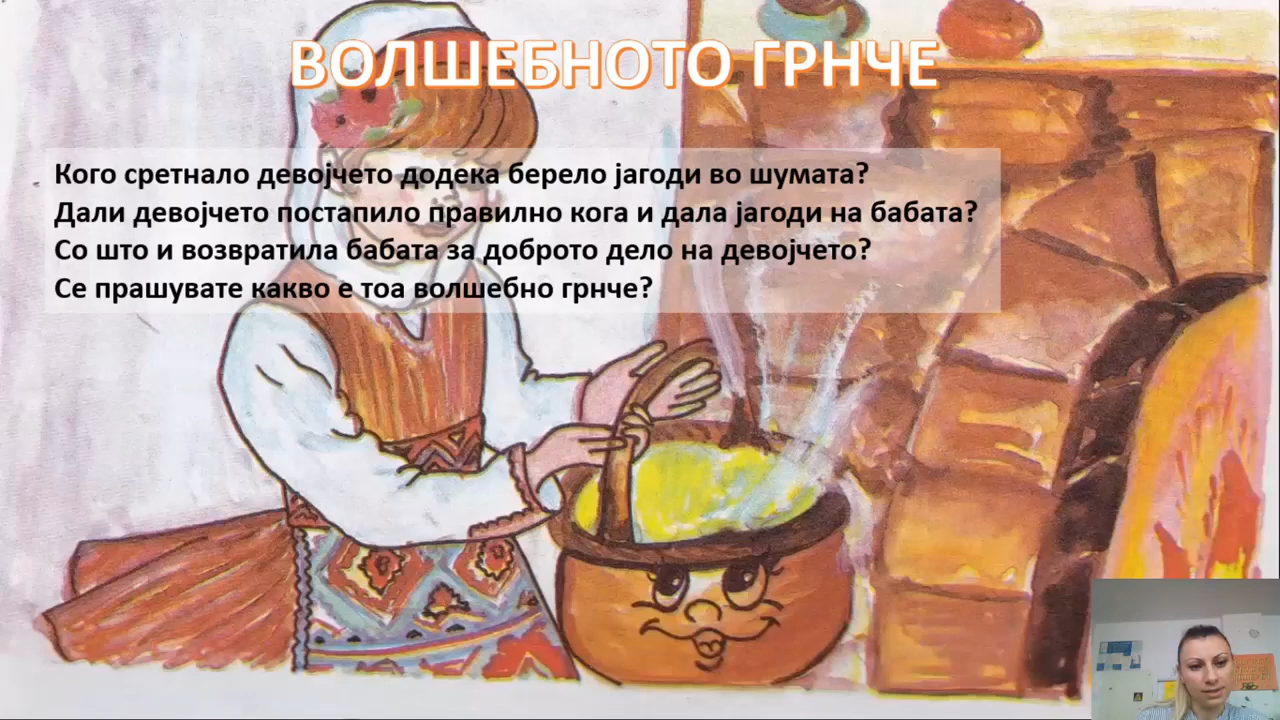 ВОЛШЕБНОТО ГРНЧЕ
Кого сретнало девојчето додека берело јагоди во шумата?
Дали девојчето постапило правилно кога и дала јагоди на бабата?
Со што и возвратила бабата за доброто дело на девојчето?
Се прашувате какво е тоа волшебно грнче?